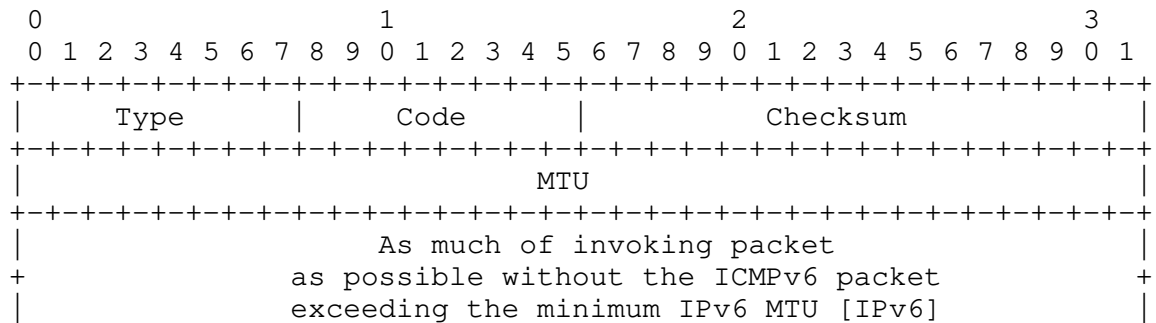 0                   1                   2                   3
 0 1 2 3 4 5 6 7 8 9 0 1 2 3 4 5 6 7 8 9 0 1 2 3 4 5 6 7 8 9 0 1
+-+-+-+-+-+-+-+-+-+-+-+-+-+-+-+-+-+-+-+-+-+-+-+-+-+-+-+-+-+-+-+-+
|     Type      |     Code      |          Checksum             |
+-+-+-+-+-+-+-+-+-+-+-+-+-+-+-+-+-+-+-+-+-+-+-+-+-+-+-+-+-+-+-+-+
|                             MTU                               |
+-+-+-+-+-+-+-+-+-+-+-+-+-+-+-+-+-+-+-+-+-+-+-+-+-+-+-+-+-+-+-+-+
|                    As much of invoking packet                 |
+               as possible without the ICMPv6 packet           +
|               exceeding the minimum IPv6 MTU [IPv6]           |